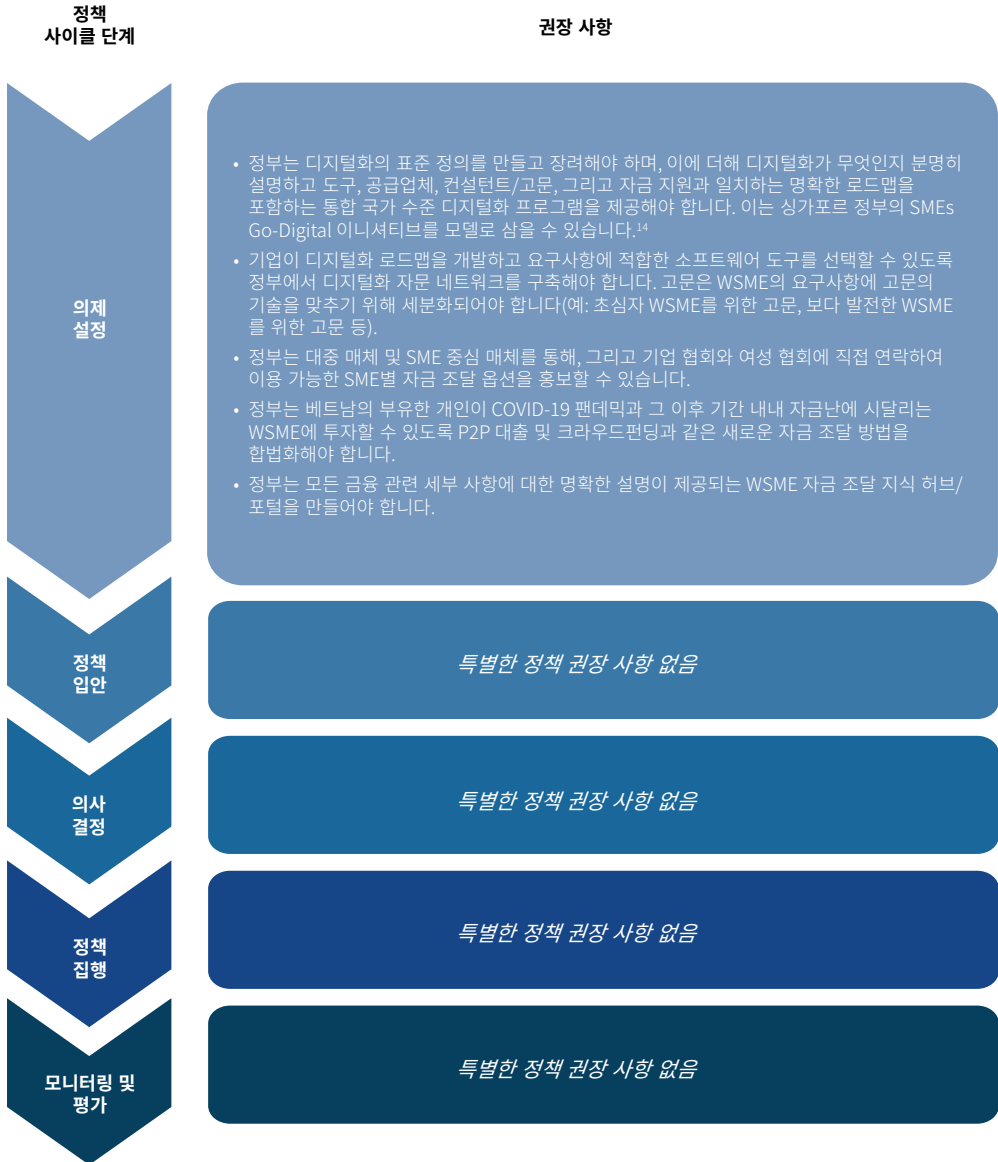 정책
사이클 단계
권장 사항
의제
설정
• 정부는 디지털화의 표준 정의를 만들고 장려해야 하며, 이에 더해 디지털화가 무엇인지 분명히
설명하고 도구, 공급업체, 컨설턴트/고문, 그리고 자금 지원과 일치하는 명확한 로드맵을
포함하는 통합 국가 수준 디지털화 프로그램을 제공해야 합니다. 이는 싱가포르 정부의 SMEs
Go-Digital 이니셔티브를 모델로 삼을 수 있습니다.¹⁴
• 기업이 디지털화 로드맵을 개발하고 요구사항에 적합한 소프트웨어 도구를 선택할 수 있도록
정부에서 디지털화 자문 네트워크를 구축해야 합니다. 고문은 WSME의 요구사항에 고문의
기술을 맞추기 위해 세분화되어야 합니다(예: 초심자 WSME를 위한 고문, 보다 발전한 WSME
를 위한 고문 등).
• 정부는 대중 매체 및 SME 중심 매체를 통해, 그리고 기업 협회와 여성 협회에 직접 연락하여
이용 가능한 SME별 자금 조달 옵션을 홍보할 수 있습니다.
• 정부는 베트남의 부유한 개인이 COVID-19 팬데믹과 그 이후 기간 내내 자금난에 시달리는
WSME에 투자할 수 있도록 P2P 대출 및 크라우드펀딩과 같은 새로운 자금 조달 방법을
합법화해야 합니다.
• 정부는 모든 금융 관련 세부 사항에 대한 명확한 설명이 제공되는 WSME 자금 조달 지식 허브/
포털을 만들어야 합니다.
정책
입안
특별한 정책 권장 사항 없음
의사
결정
특별한 정책 권장 사항 없음
정책
집행
특별한 정책 권장 사항 없음
모니터링 및
평가
특별한 정책 권장 사항 없음